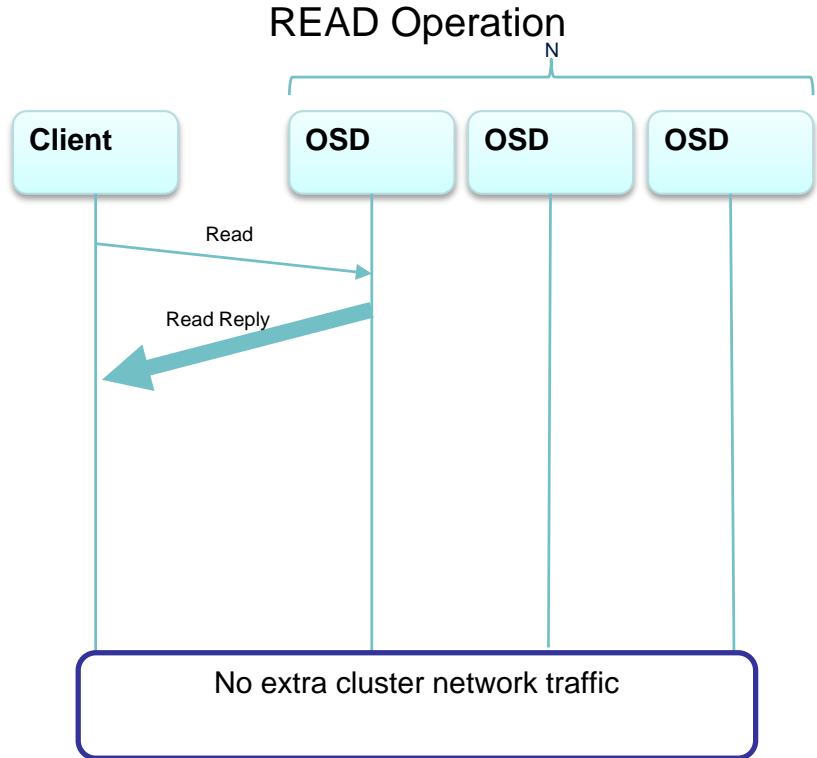 READ Operation
N
Client
OSD
OSD
OSD
Read
Read Reply
No extra cluster network traffic